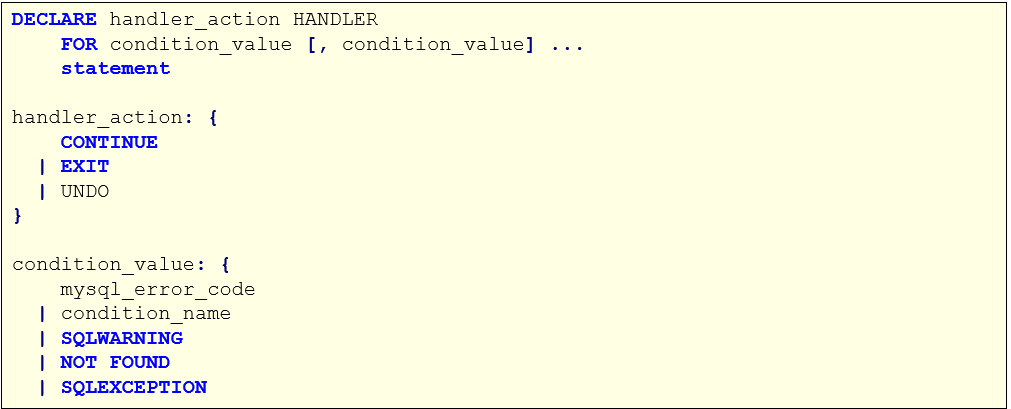 DECLARE handler_action HANDLER
    FOR condition_value [, condition_value] ...
    statement

handler_action: {
    CONTINUE
  | EXIT
  | UNDO
}

condition_value: {
    mysql_error_code
  | condition_name
  | SQLWARNING
  | NOT FOUND
  | SQLEXCEPTION